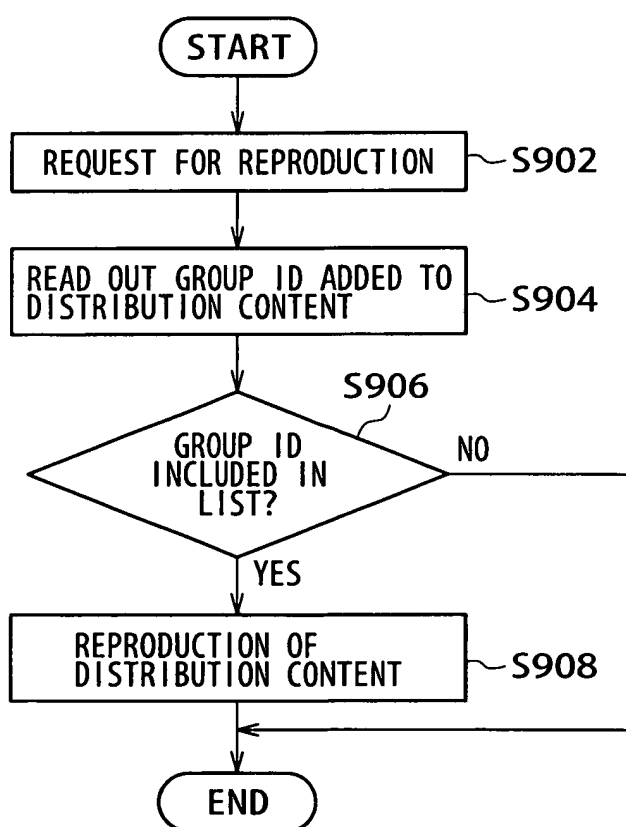 START
REQUEST FOR REPRODUCTION
S902
READ OUT GROUP ID ADDED TO
DISTRIBUTION CONTENT
S904
S906
GROUP ID
INCLUDED IN
LIST?
NO
YES
REPRODUCTION OF
DISTRIBUTION CONTENT
S908
END